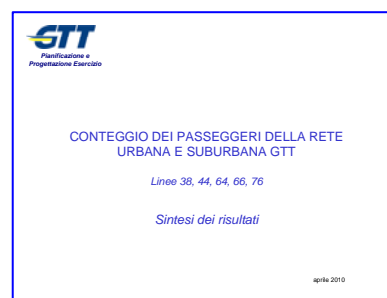 GTT
Pianificazione e
Progettazione Esercizio
CONTEGGIO DEI PASSEGGERI DELLA RETE
URBANA E SUBURBANA GTT
Linee 38, 44, 64, 66, 76
Sintesi dei risultati
aprile 2010